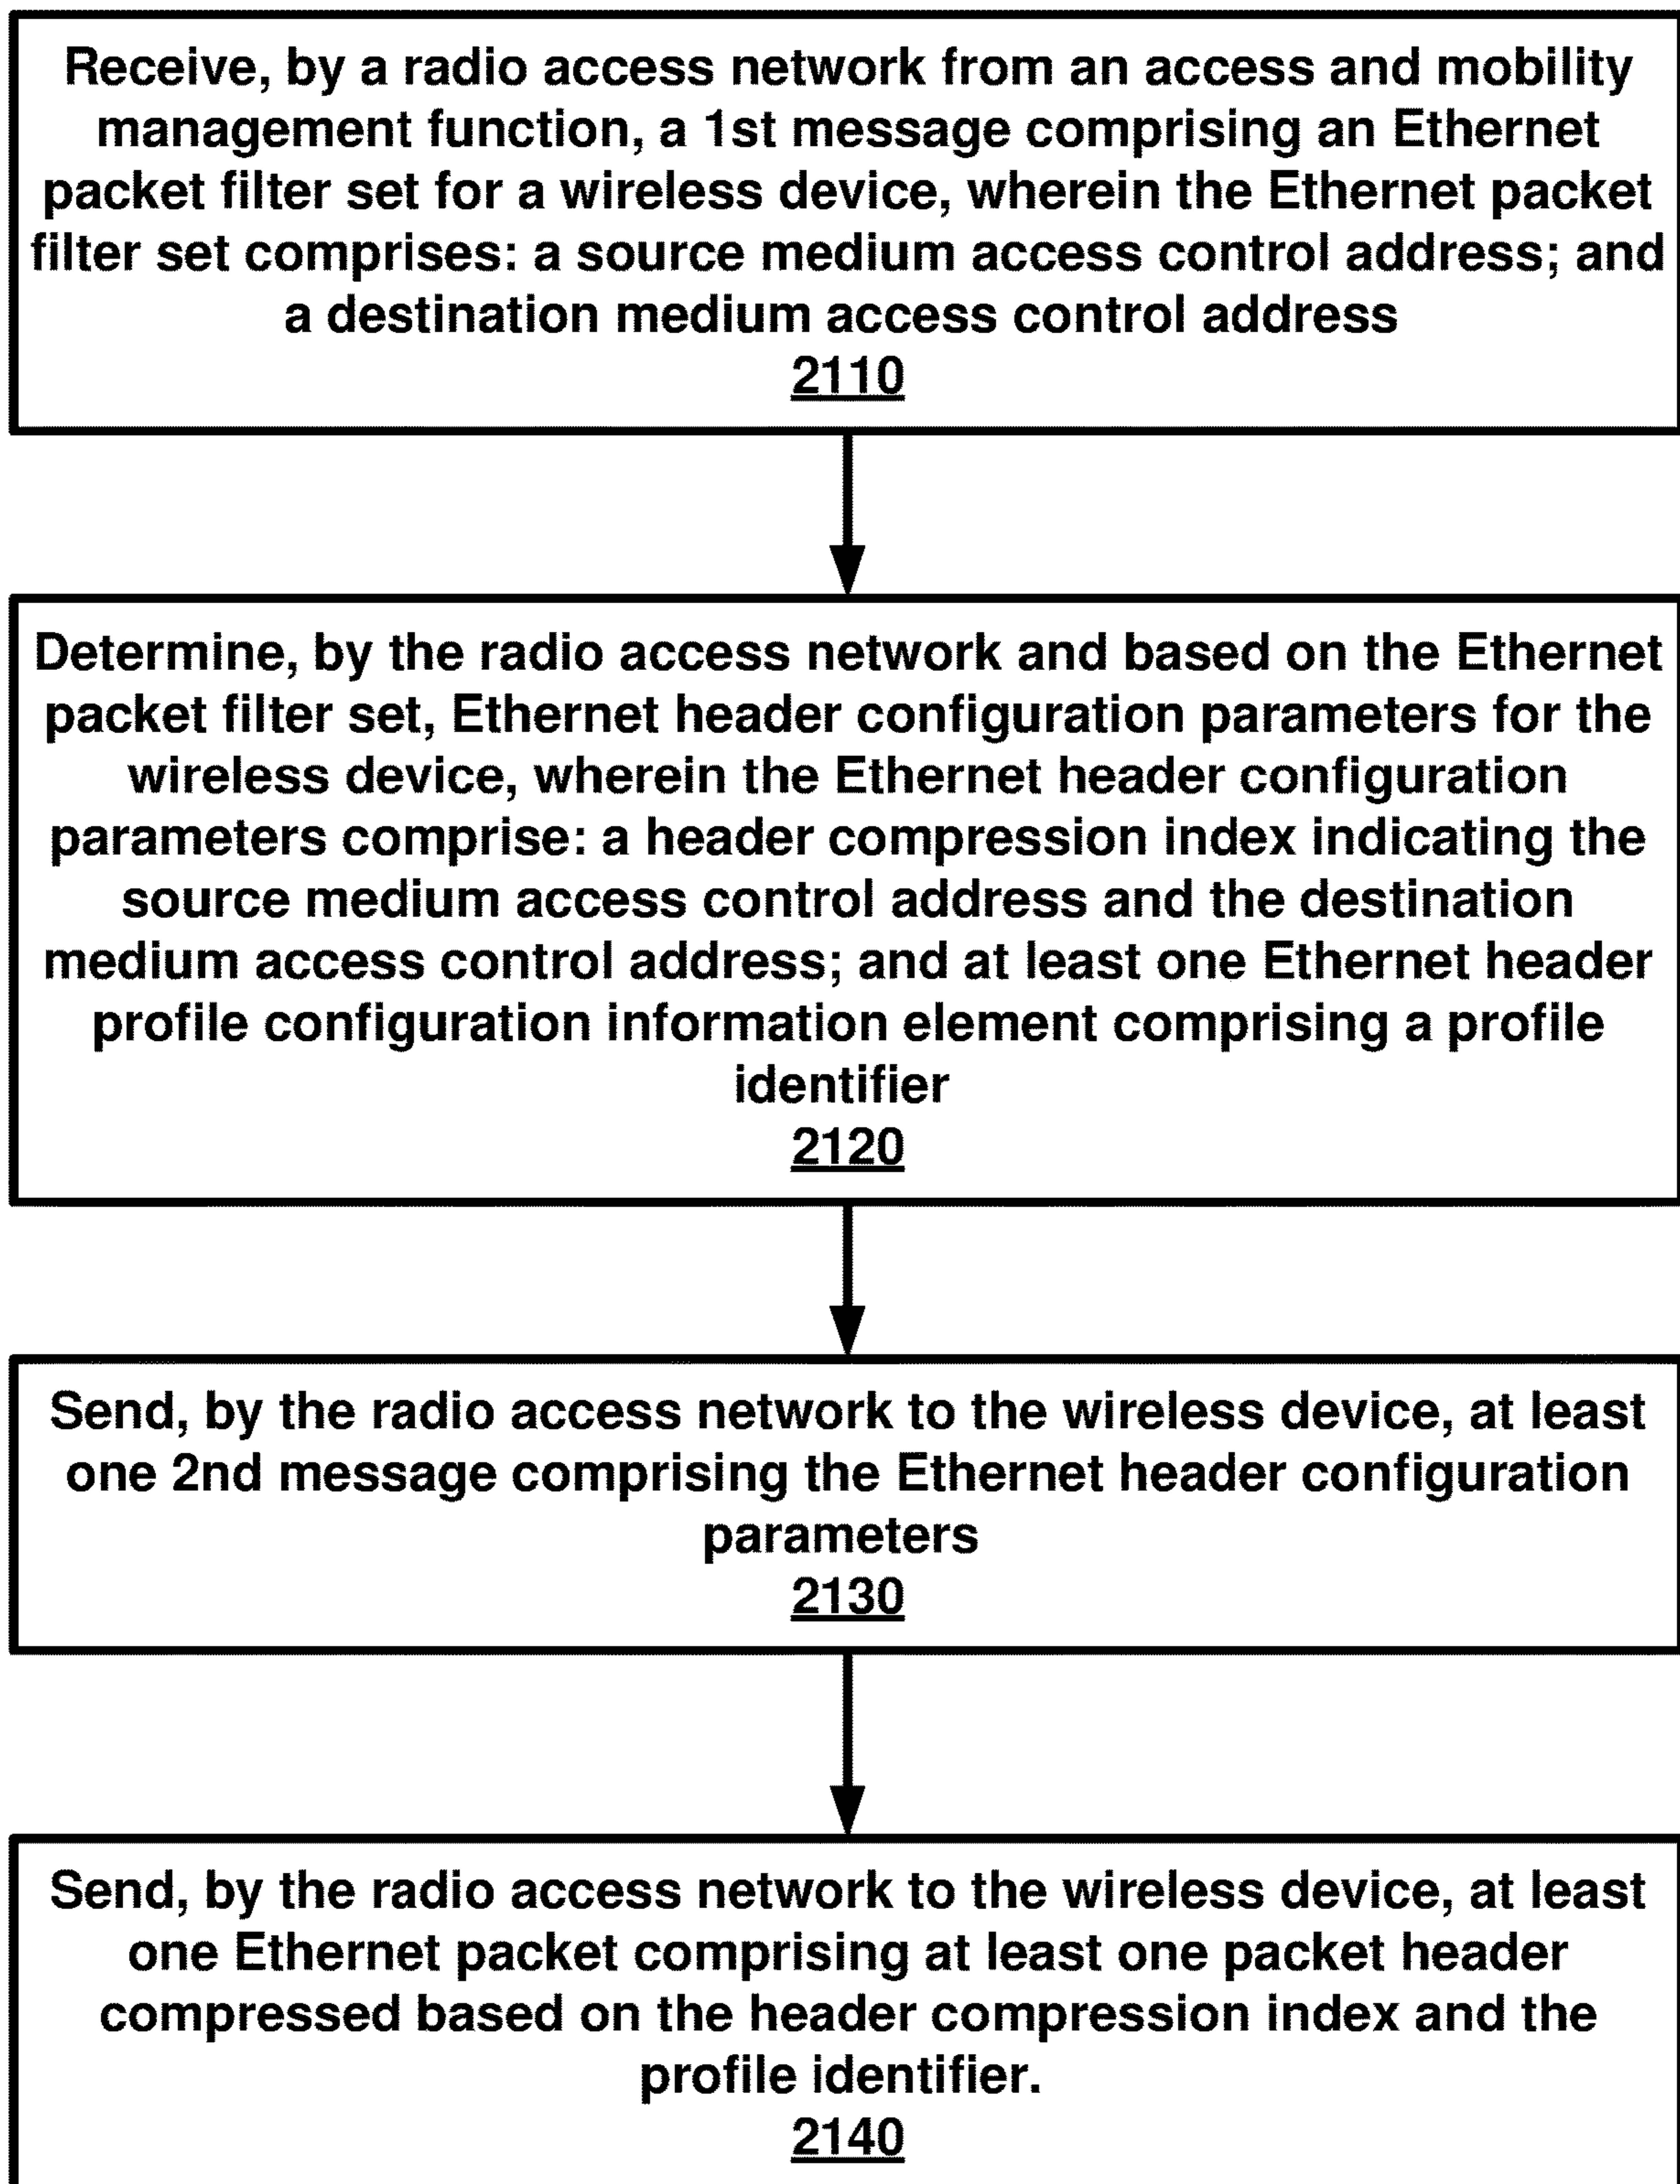 Receive, by a radio access network from an access and mobility
management function, a 1st message comprising an Ethernet
packet filter set for a wireless device, wherein the Ethernet packet
filter set comprises: a source medium access control address; and
a destination medium access control address
2110
Determine, by the radio access network and based on the Ethernet
packet filter set, Ethernet header configuration parameters for the
wireless device, wherein the Ethernet header configuration
parameters comprise: a header compression index indicating the
source medium access control address and the destination
medium access control address; and at least one Ethernet header
profile configuration information element comprising a profile
identifier
2120
Send, by the radio access network to the wireless device, at least
one 2nd message comprising the Ethernet header configuration
parameters
2130
Send, by the radio access network to the wireless device, at least
one Ethernet packet comprising at least one packet header
compressed based on the header compression index and the
profile identifier.
2140